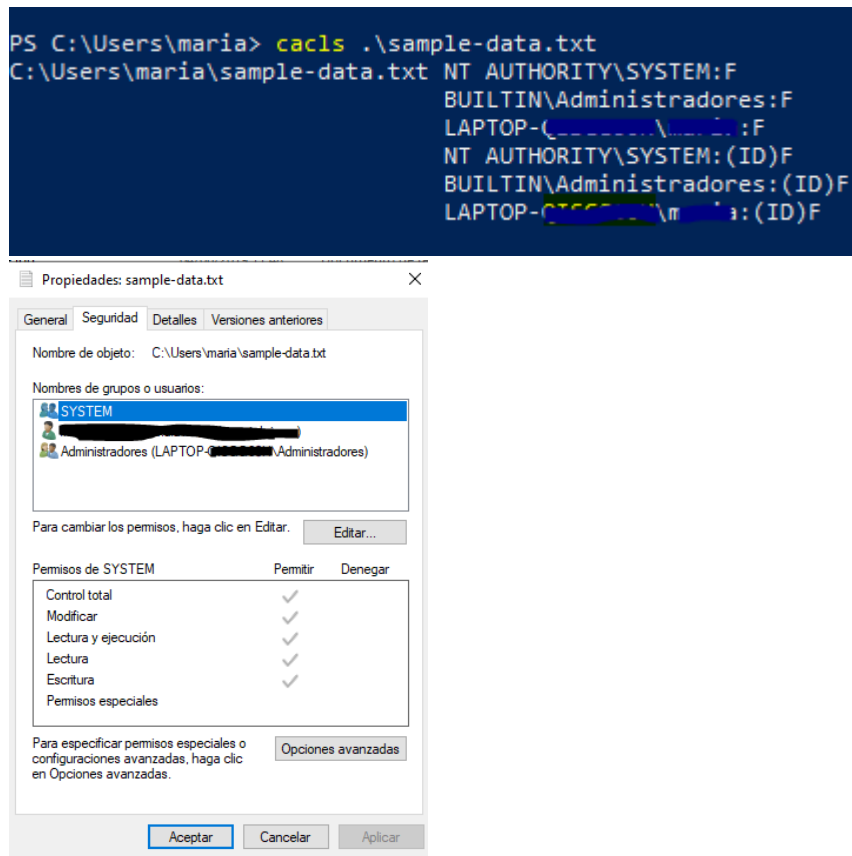 PS C:\Users\maria> cacls .\sample-data.txt
C:\Users\maria\sample-data.txt NT AUTHORITY\SYSTEM:F
BUILTIN\Administradores:F
LAPTOP- \ :F
NT AUTHORITY\SYSTEM:(ID)F
BUILTIN\Administradores:(ID)F
LAPTOP- \m a:(ID)F
Propiedades: sample-data.txt
General Seguridad Detalles Versiones anteriores
Nombre de objeto: C:\Users\maria\sample-data.txt
Nombres de grupos o usuarios:
SYSTEM
Administradores (LAPTOP- \Administradores)
Para cambiar los permisos, haga clic en Editar. Editar...
Permisos de SYSTEM Permitir Denegar
Control total
Modificar
Lectura y ejecución
Lectura
Escritura
Permisos especiales
Para especificar permisos especiales o
configuraciones avanzadas, haga clic
en Opciones avanzadas.
Opciones avanzadas
Aceptar Cancelar Aplicar